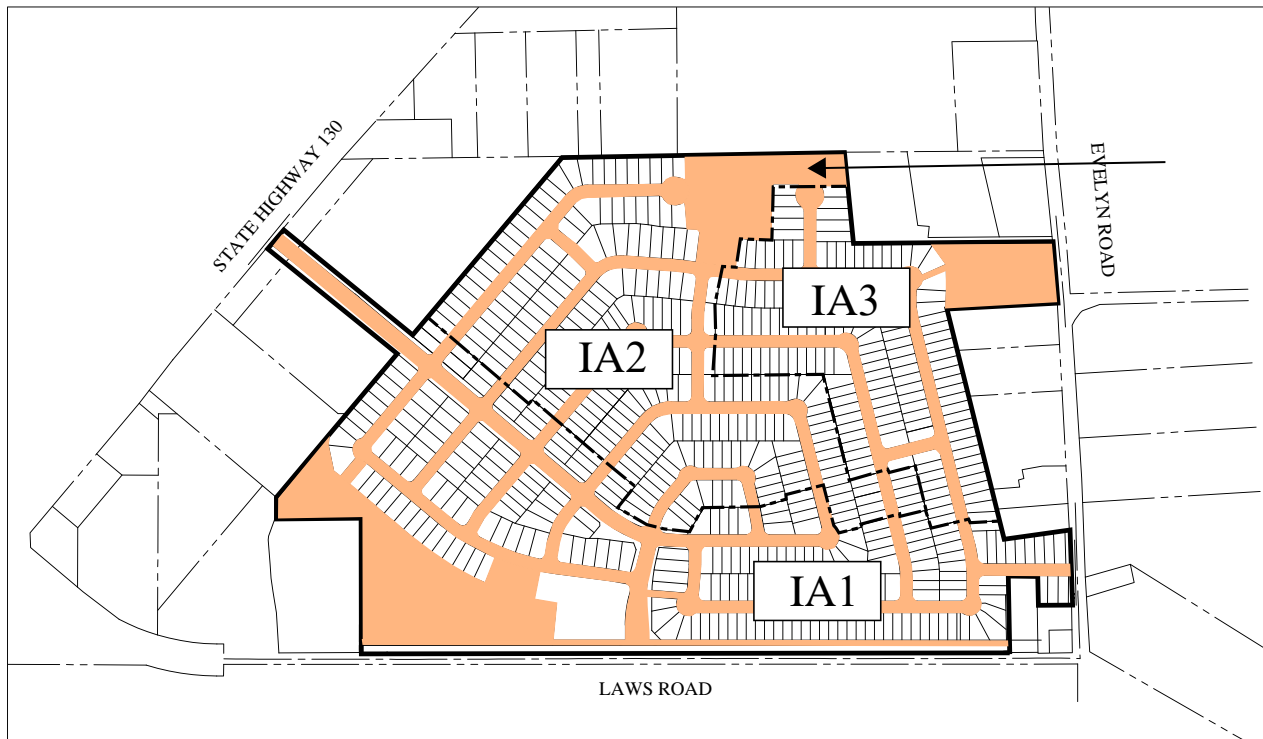 STATE HIGHWAY 130
EVELYN ROAD
IA3
IA2
IA1
LAWS ROAD